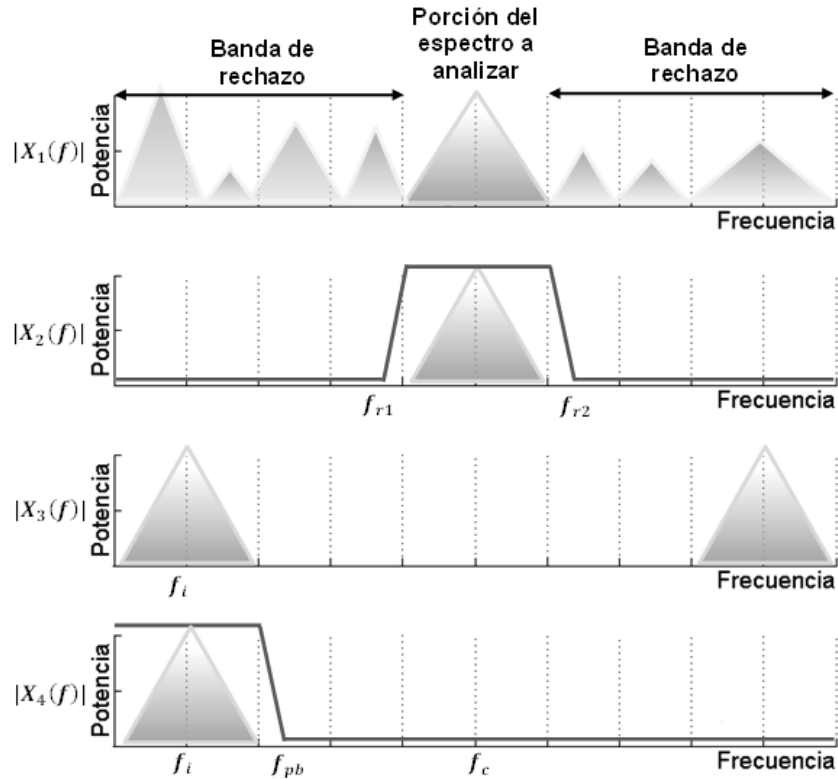 Porción del
espectro a
analizar
Banda de
rechazo
Banda de
rechazo
|X₁(f)|
Potencia
Frecuencia
|X₂(f)|
Potencia
f_{r1}
f_{r2}
Frecuencia
|X₃(f)|
Potencia
f_i
Frecuencia
|X₄(f)|
Potencia
f_i
f_{pb}
f_c
Frecuencia